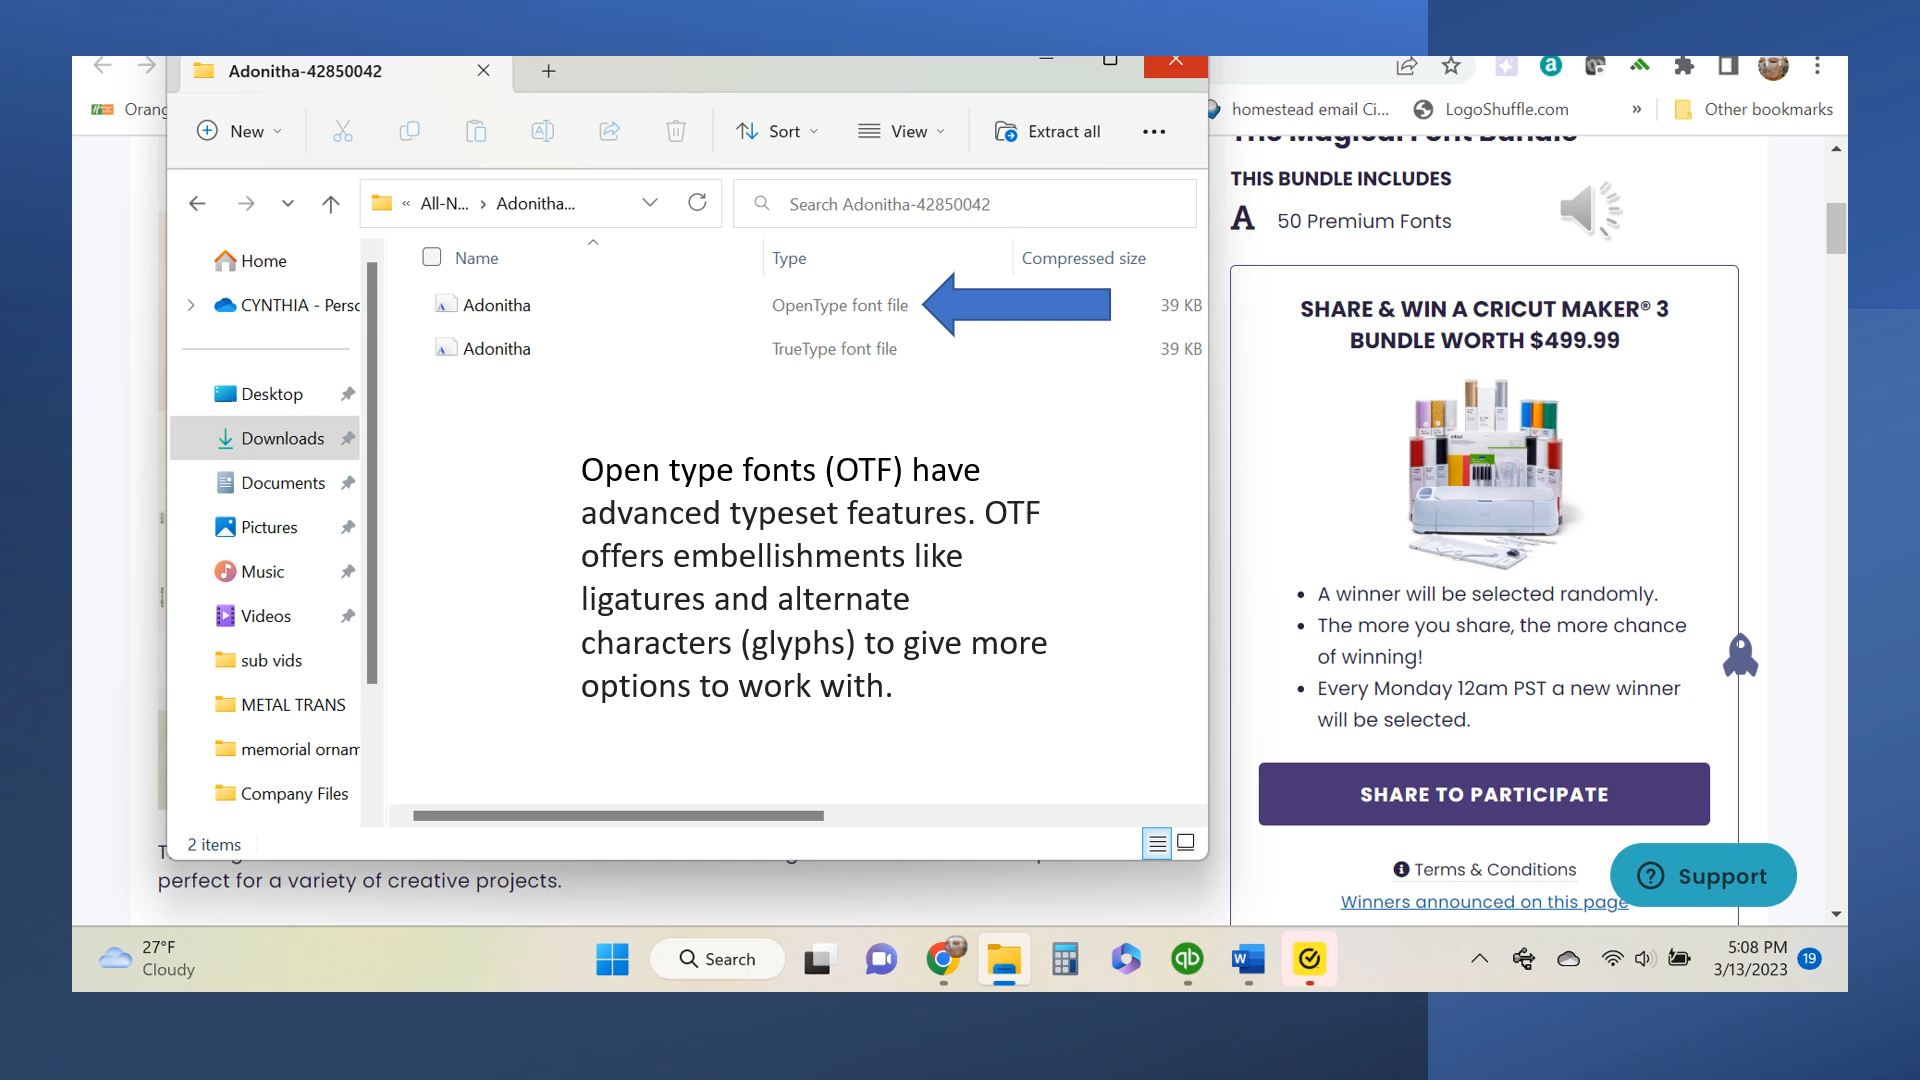 Adonitha-42850042
Orang
homestead email Ci...
LogoShuffle.com
»
Other bookmarks
New
Sort
View
Extract all
The Magical Font Bundle
THIS BUNDLE INCLUDES
A 50 Premium Fonts
« All-N... › Adonitha...
Search Adonitha-42850042
Name
Type
Compressed size
Adonitha
OpenType font file
39 KB
Adonitha
TrueType font file
39 KB
Home
CYNTHIA - Perso
Desktop
Downloads
Documents
Pictures
Music
Videos
sub vids
METAL TRANS
memorial ornam
Company Files
2 items
Open type fonts (OTF) have
advanced typeset features. OTF
offers embellishments like
ligatures and alternate
characters (glyphs) to give more
options to work with.
SHARE & WIN A CRICUT MAKER® 3
BUNDLE WORTH $499.99
• A winner will be selected randomly.
• The more you share, the more chance
of winning!
• Every Monday 12am PST a new winner
will be selected.
SHARE TO PARTICIPATE
Terms & Conditions
Winners announced on this page
Support
perfect for a variety of creative projects.
27°F
Cloudy
Search
5:08 PM
3/13/2023
19